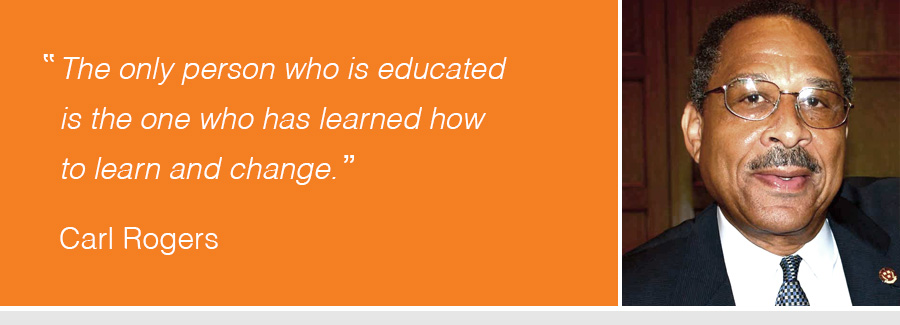 “The only person who is educated
is the one who has learned how
to learn and change.”
Carl Rogers